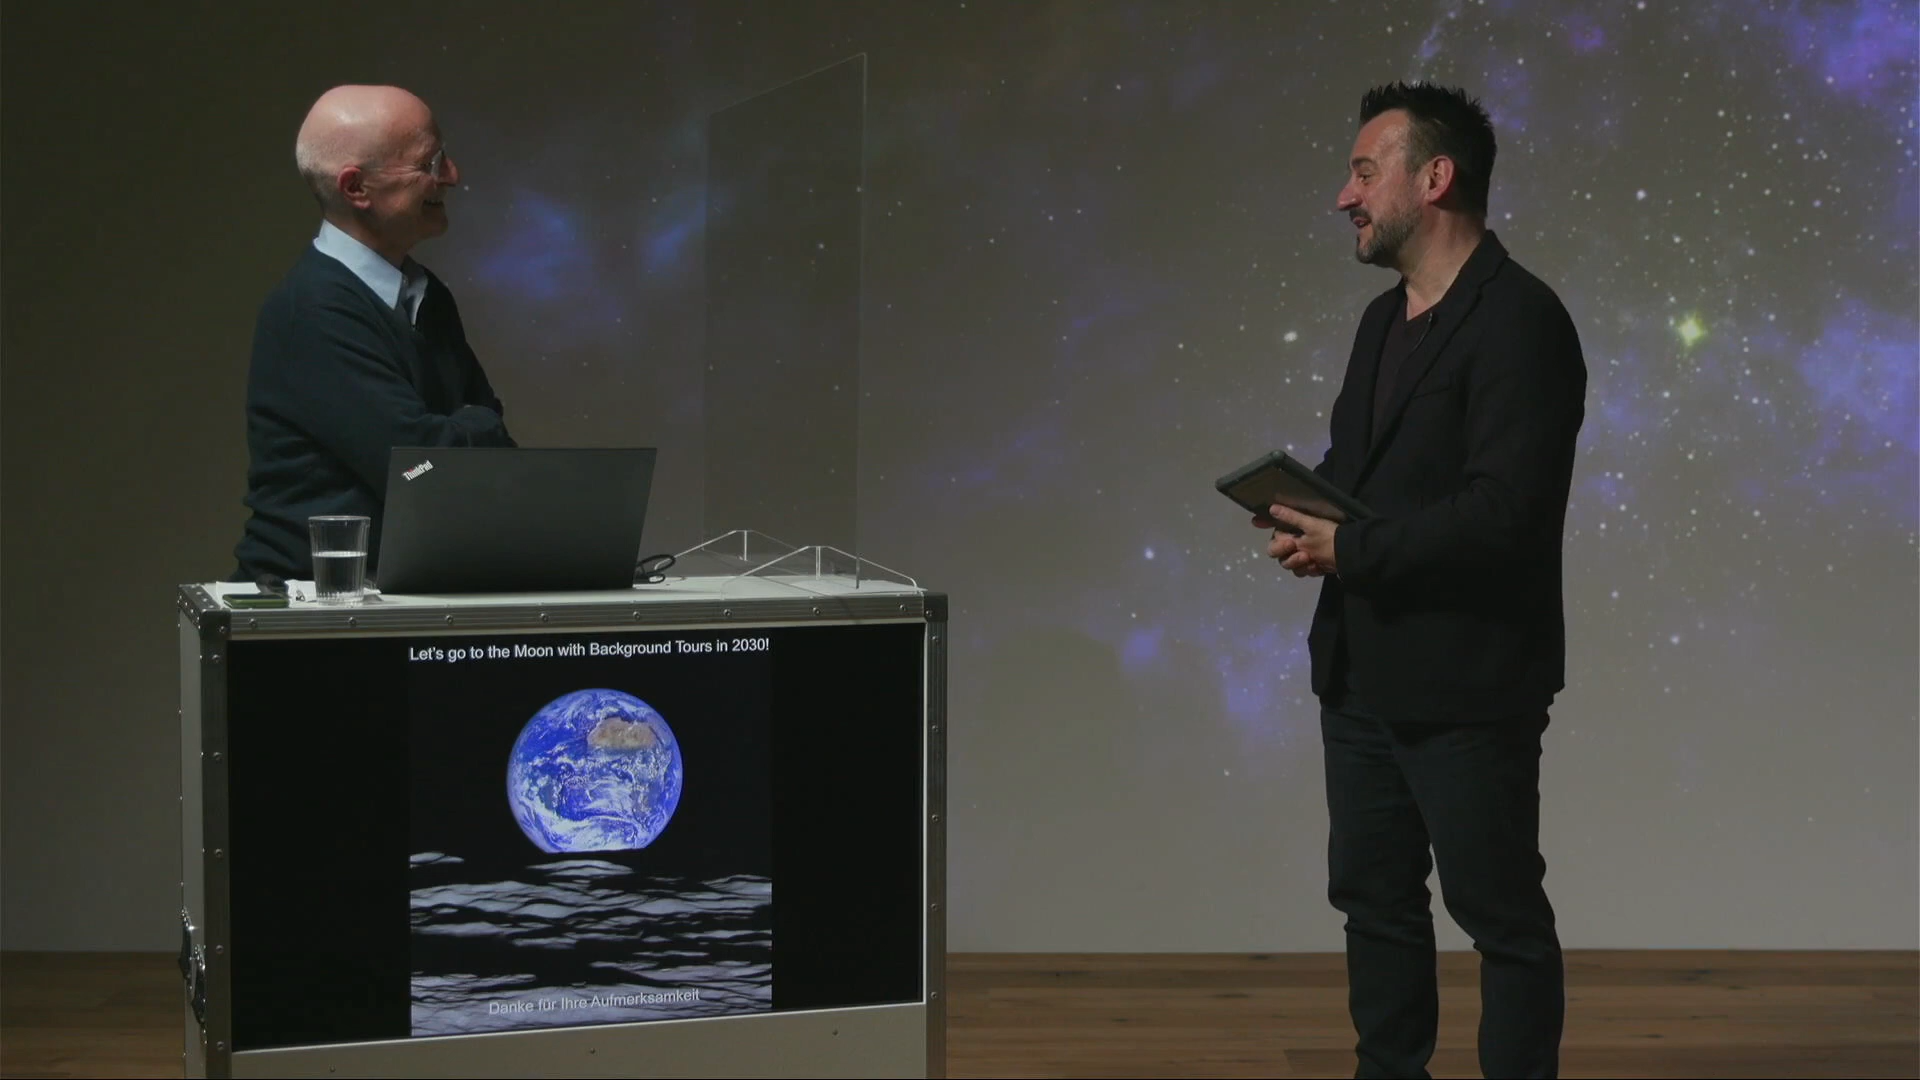 ThinkPad
Let's go to the Moon with Background Tours in 2030!
Danke für Ihre Aufmerksamkeit